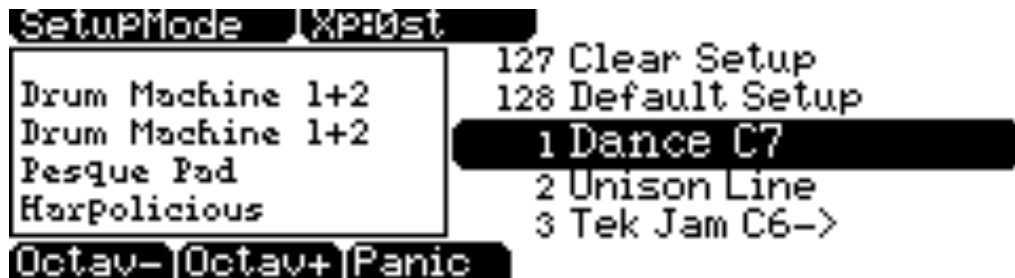 SetupMode Xp:0st
Drum Machine 1+2
Drum Machine 1+2
Pesque Pad
Harpolicious
127 Clear Setup
128 Default Setup
1 Dance C7
2 Unison Line
3 Tek Jam C6->
Octav- Octav+ Panic